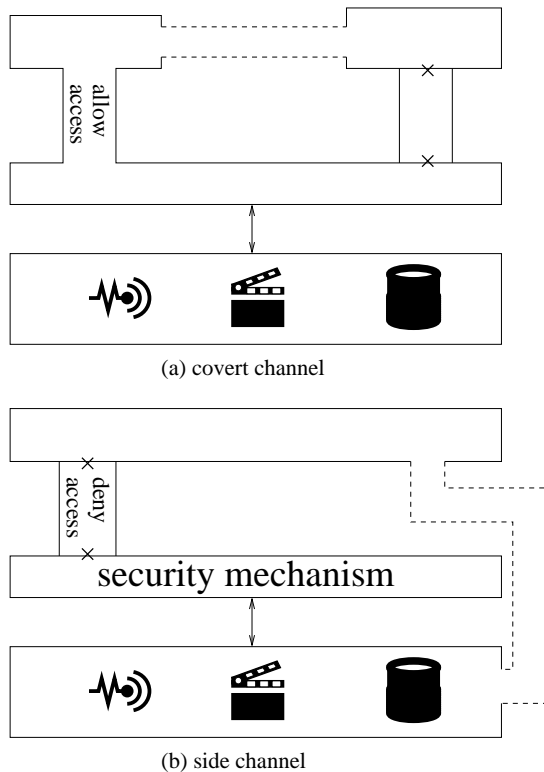 allow
access
(a) covert channel
deny
access
security mechanism
(b) side channel